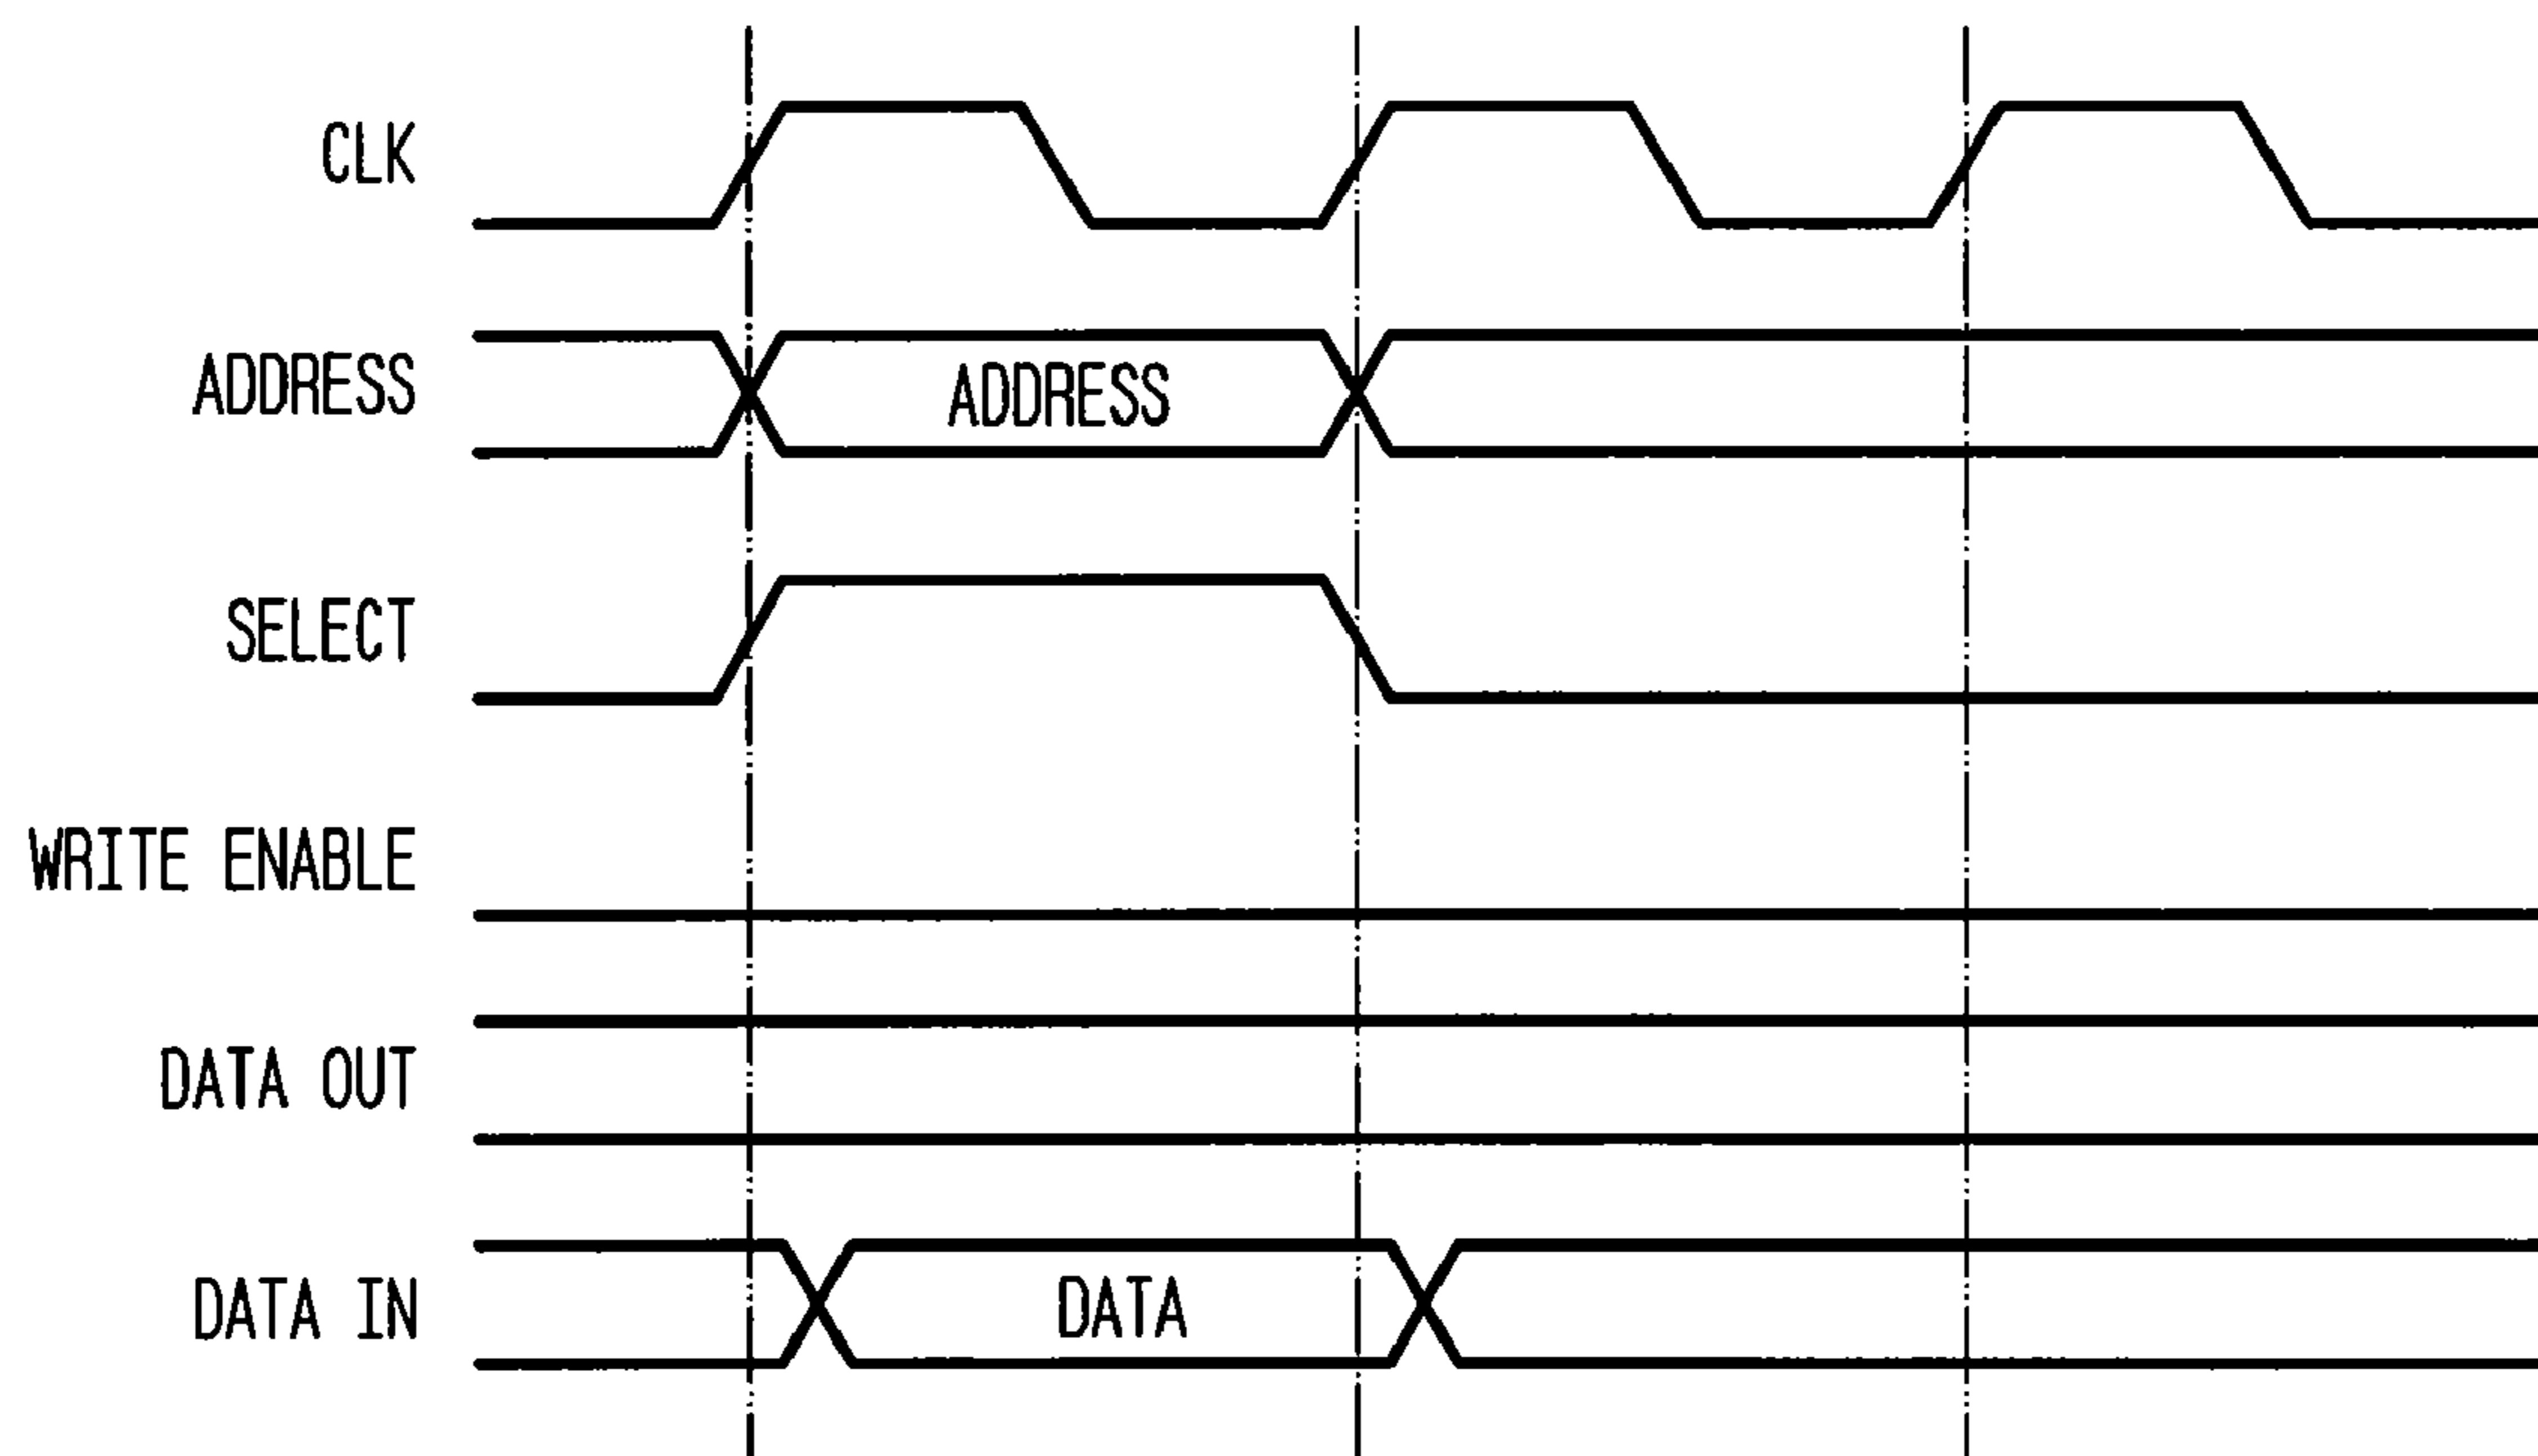 CLK
ADDRESS
ADDRESS
SELECT
WRITE ENABLE
DATA OUT
DATA IN
DATA